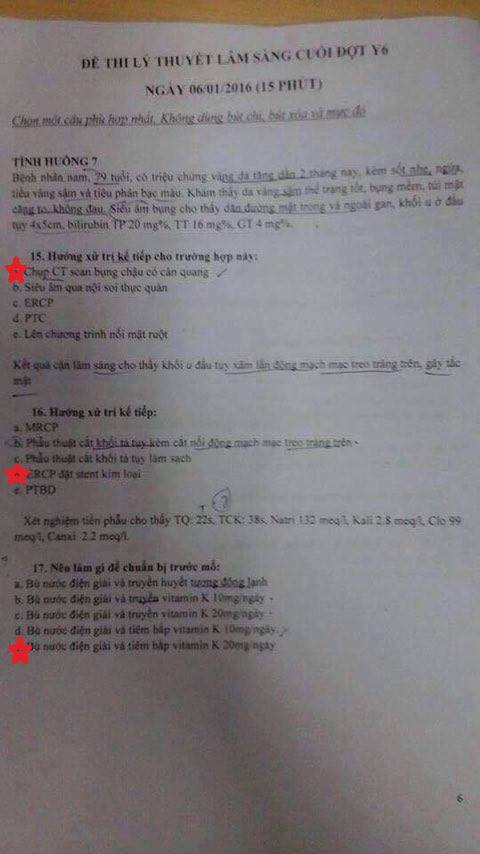 ĐỀ THI LÝ THUYẾT LÂM SÀNG CUỐI ĐỢT Y6
NGÀY 06/01/2016 (15 PHÚT)
Chọn một câu phù hợp nhất. Không dùng bút chì, bút xóa và mực đỏ
TÌNH HUỐNG 7
Bệnh nhân nam, 79 tuổi, có triệu chứng vàng da tăng dần 2 tháng nay, kèm sốt nhẹ, ngứa,
tiểu vàng sậm và tiêu phân bạc màu. Khám thấy da vàng sậm thể trạng tốt, bụng mềm, túi mật
căng to, không đau. Siêu âm bụng cho thấy dãn đường mật trong và ngoài gan, khối u ở đầu
tụy 4x5cm, bilirubin TP 20 mg%, TT 16 mg%, GT 4 mg%.
15. Hướng xử trí kế tiếp cho trường hợp này:
Chụp CT scan bụng chậu có cản quang
b. Siêu âm qua nội soi thực quản
c. ERCP
d. PTC
e. Lên chương trình nối mật ruột
Kết quả cận lâm sàng cho thấy khối u đầu tụy xâm lấn động mạch mạc treo tràng trên, gây tắc
mật
16. Hướng xử trí kế tiếp:
a. MRCP
b. Phẫu thuật cắt khối tá tụy kèm cắt nối động mạch mạc treo tràng trên
c. Phẫu thuật cắt khối tá tụy làm sạch
ERCP đặt stent kim loại
e. PTBD
?
Xét nghiệm tiền phẫu cho thấy TQ: 22s, TCK: 38s, Natri 132 meq/l, Kali 2.8 meq/l, Clo 99
meq/l, Canxi 2.2 meq/l.
17. Nên làm gì để chuẩn bị trước mổ:
a. Bù nước điện giải và truyền huyết tương đông lạnh
b. Bù nước điện giải và truyền vitamin K 10mg/ngày
c. Bù nước điện giải và truyền vitamin K 20mg/ngày
d. Bù nước điện giải và tiêm bắp vitamin K 10mg/ngày
Bù nước điện giải và tiêm bắp vitamin K 20mg/ngày
6